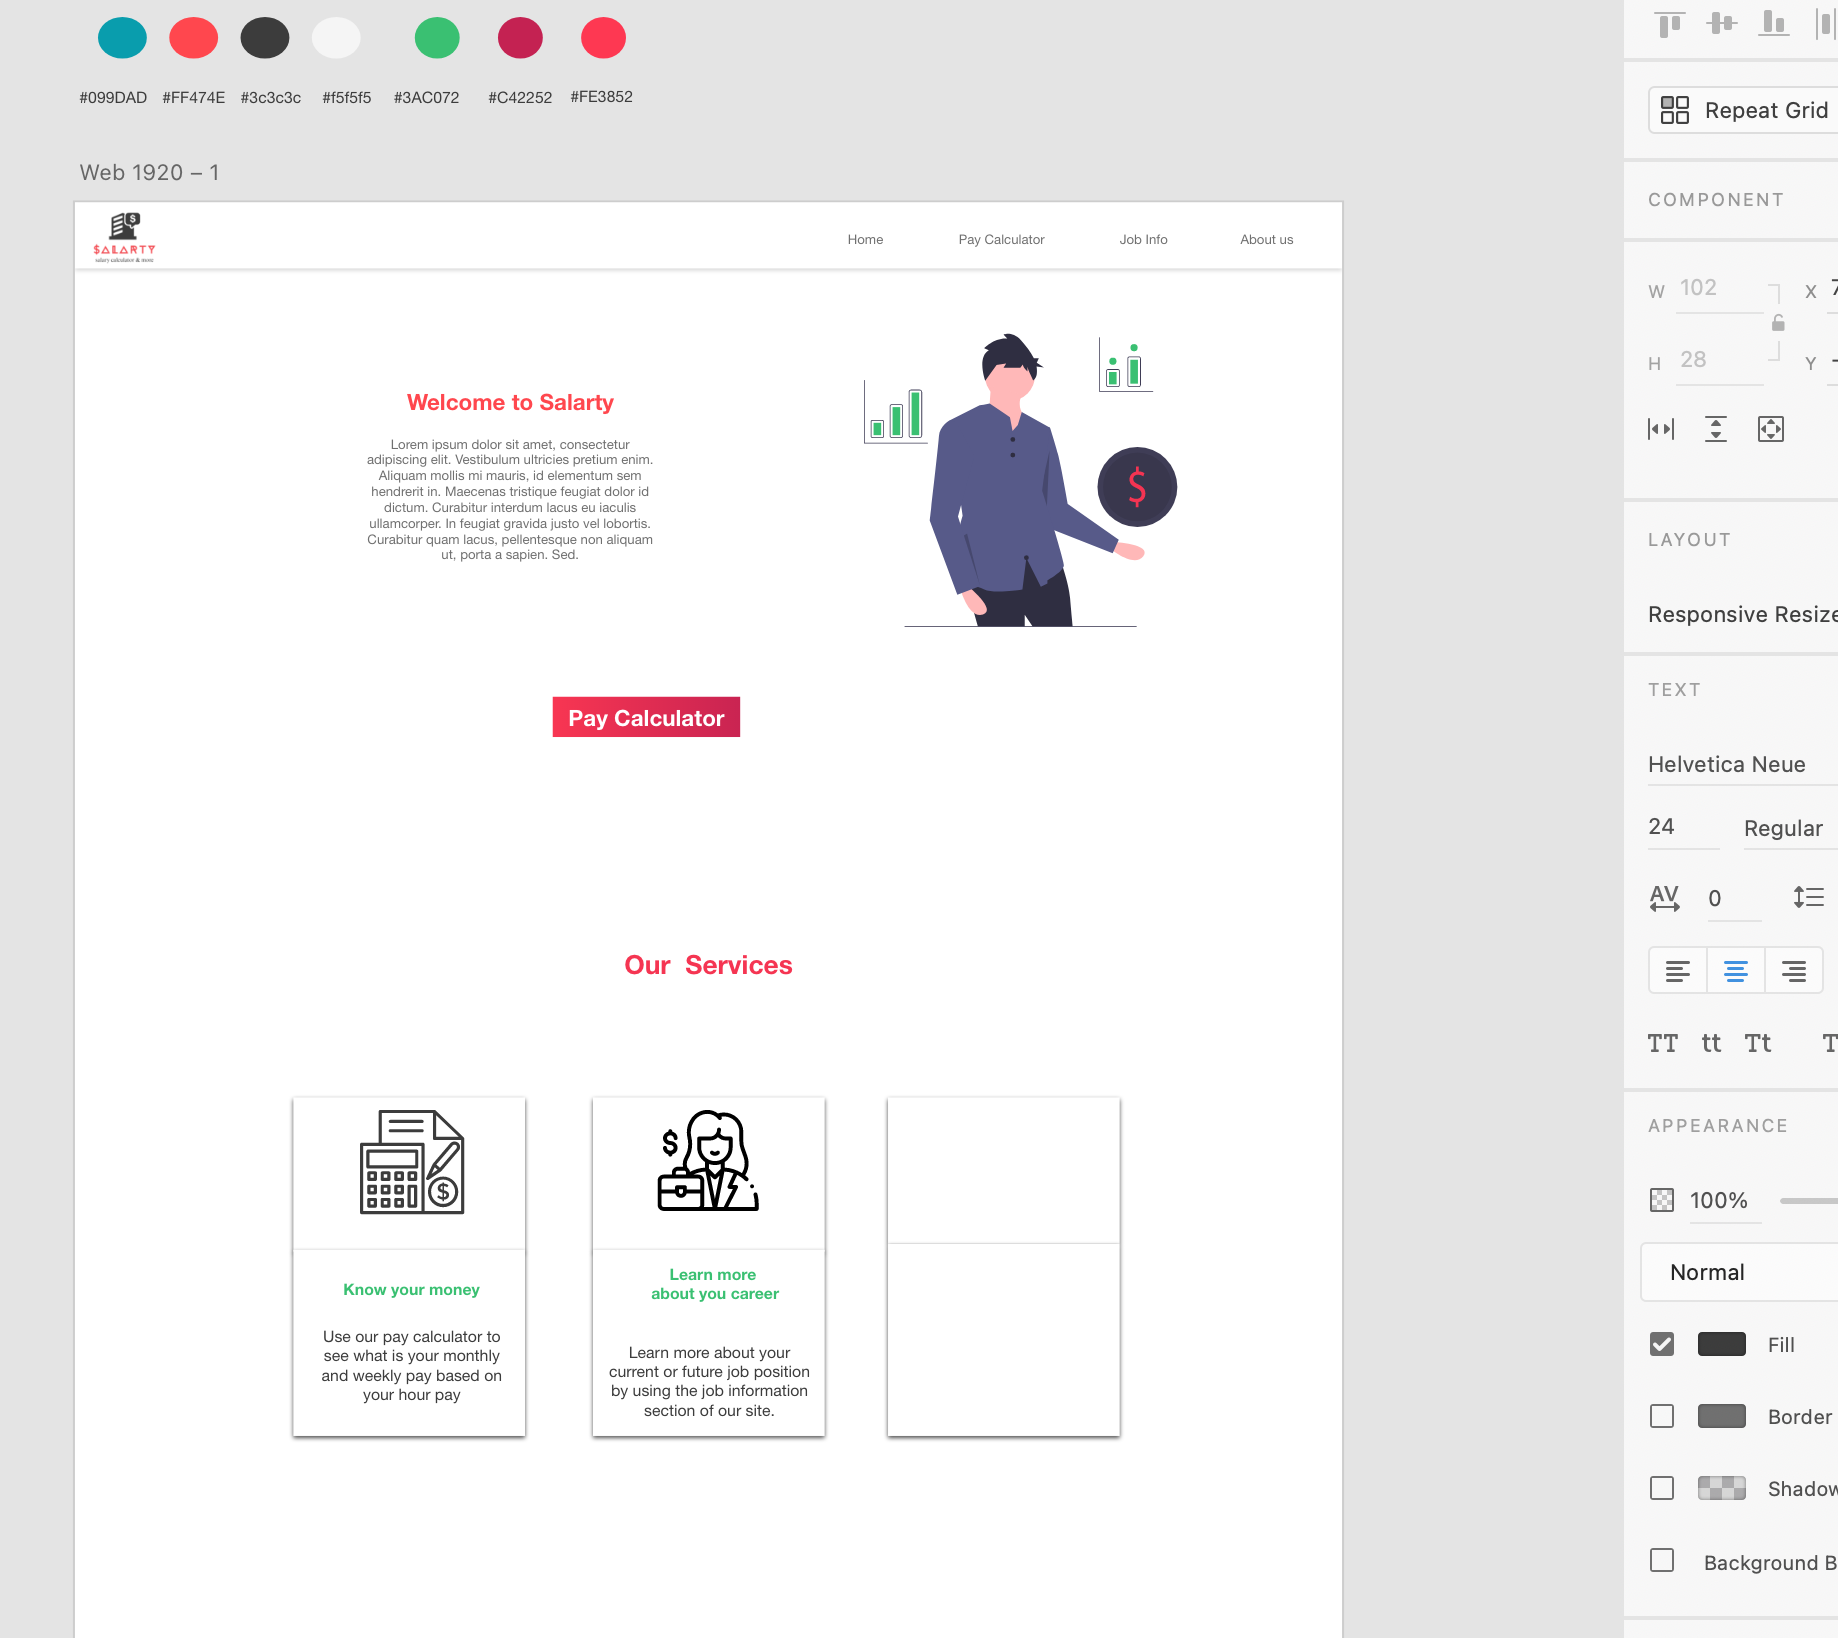 #099DAD #FF474E #3c3c3c #f5f5f5 #3AC072 #C42252 #FE3852
Web 1920 – 1
$
SALARTY
salary calculator & more
Home Pay Calculator Job Info About us
Welcome to Salarty
Lorem ipsum dolor sit amet, consectetur
adipiscing elit. Vestibulum ultricies pretium enim.
Aliquam mollis mi mauris, id elementum sem
hendrerit in. Maecenas tristique feugiat dolor id
dictum. Curabitur interdum lacus eu iaculis
ullamcorper. In feugiat gravida justo vel lobortis.
Curabitur quam lacus, pellentesque non aliquam
ut, porta a sapien. Sed.
$
Pay Calculator
Our  Services
$
Know your money
Use our pay calculator to
see what is your monthly
and weekly pay based on
your hour pay
$
Learn more
about you career
Learn more about your
current or future job position
by using the job information
section of our site.
Repeat Grid
COMPONENT
W 102 X
H 28 Y
LAYOUT
Responsive Resize
TEXT
Helvetica Neue
24 Regular
AV 0
TT tt Tt
APPEARANCE
100%
Normal
Fill
Border
Shadow
Background B